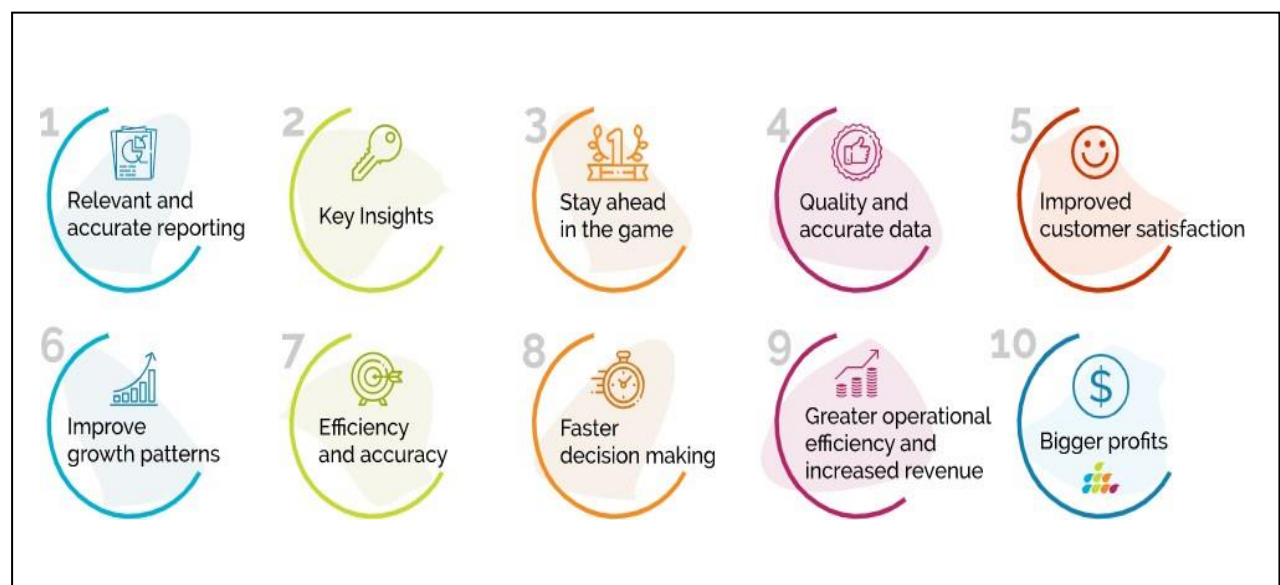 1
Relevant and
accurate reporting
2
Key Insights
3
1
Stay ahead
in the game
4
Quality and
accurate data
5
Improved
customer satisfaction
6
Improve
growth patterns
7
Efficiency
and accuracy
8
Faster
decision making
9
Greater operational
efficiency and
increased revenue
10
$
Bigger profits